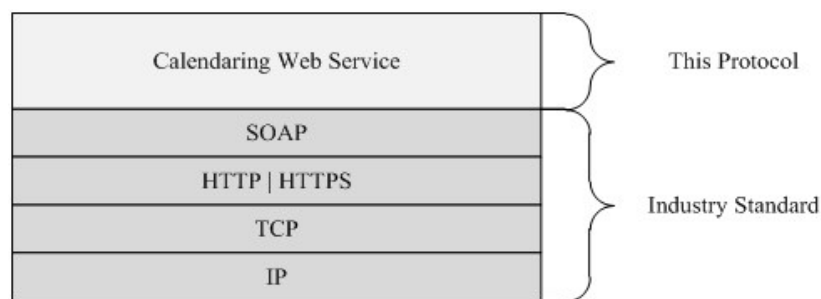 Calendaring Web Service
This Protocol
SOAP
HTTP | HTTPS
TCP
IP
Industry Standard